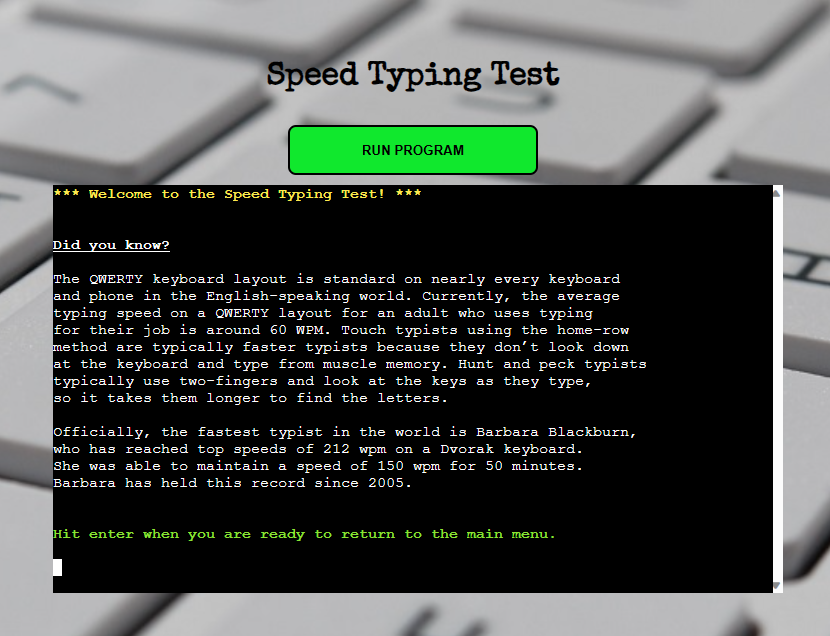 Speed Typing Test
RUN PROGRAM
*** Welcome to the Speed Typing Test! ***
Did you know?
The QWERTY keyboard layout is standard on nearly every keyboard
and phone in the English-speaking world. Currently, the average
typing speed on a QWERTY layout for an adult who uses typing
for their job is around 60 WPM. Touch typists using the home-row
method are typically faster typists because they don’t look down
at the keyboard and type from muscle memory. Hunt and peck typists
typically use two-fingers and look at the keys as they type,
so it takes them longer to find the letters.
Officially, the fastest typist in the world is Barbara Blackburn,
who has reached top speeds of 212 wpm on a Dvorak keyboard.
She was able to maintain a speed of 150 wpm for 50 minutes.
Barbara has held this record since 2005.
Hit enter when you are ready to return to the main menu.